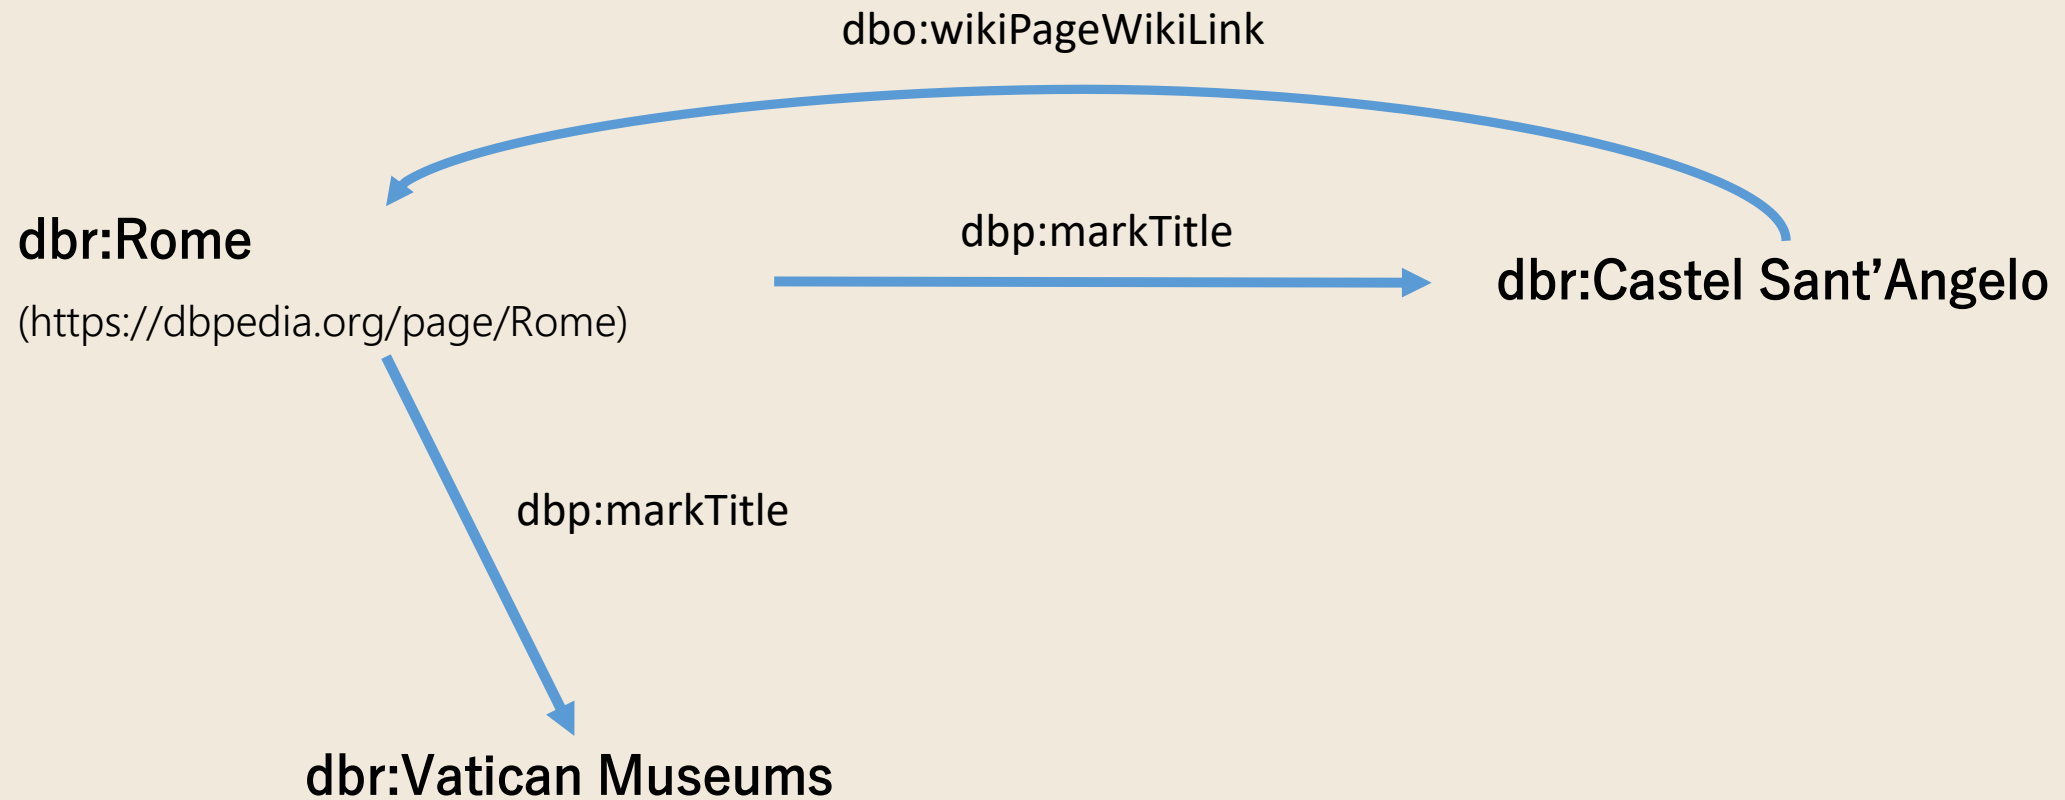 dbo:wikiPageWikiLink
dbr:Rome
dbp:markTitle
dbr:Castel Sant’Angelo
(https://dbpedia.org/page/Rome)
dbp:markTitle
dbr:Vatican Museums